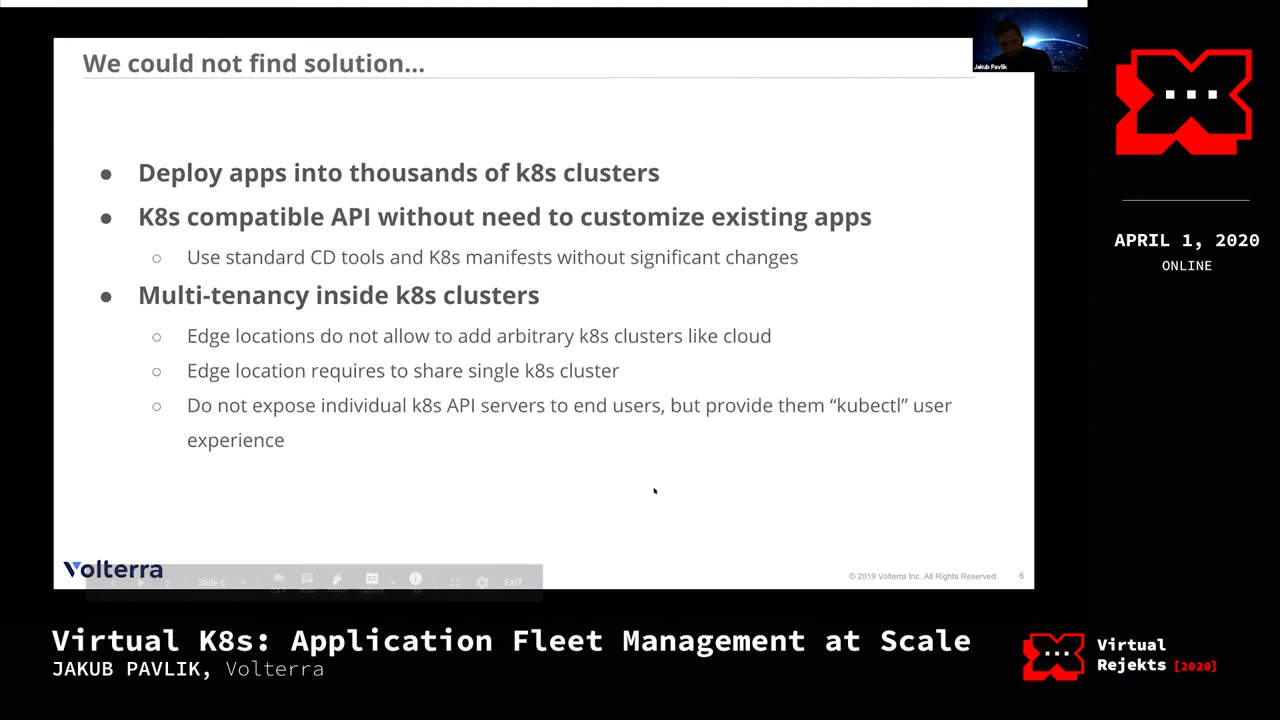 We could not find solution...
Jakub Pavlik
● Deploy apps into thousands of k8s clusters
● K8s compatible API without need to customize existing apps
○ Use standard CD tools and K8s manifests without significant changes
● Multi-tenancy inside k8s clusters
○ Edge locations do not allow to add arbitrary k8s clusters like cloud
○ Edge location requires to share single k8s cluster
○ Do not expose individual k8s API servers to end users, but provide them “kubectl” user
experience
Volterra
Slide 6
EXIT
© 2019 Volterra Inc. All Rights Reserved.
6
APRIL 1, 2020
ONLINE
Virtual K8s: Application Fleet Management at Scale
JAKUB PAVLIK, Volterra
Virtual
Rejekts [2020]